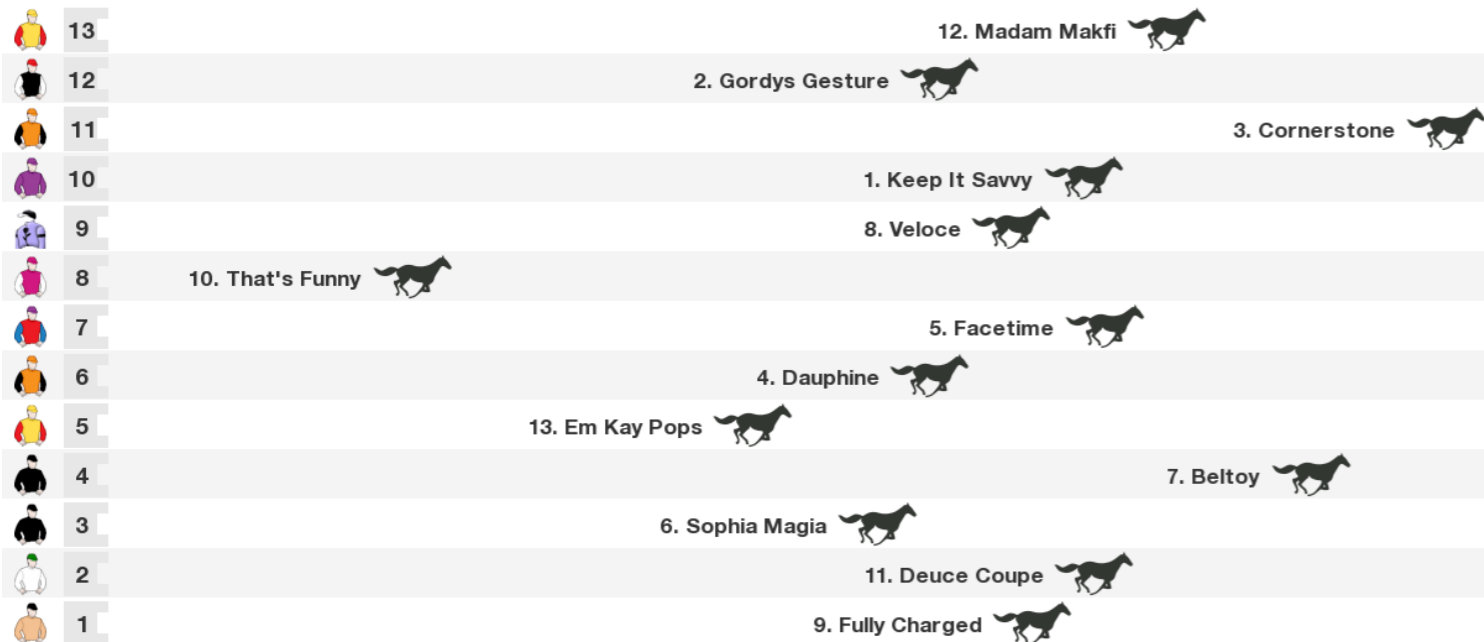 13 12. Madam Makfi
12 2. Gordys Gesture
11 3. Cornerstone
10 1. Keep It Savvy
9 8. Veloce
8 10. That's Funny
7 5. Facetime
6 4. Dauphine
5 13. Em Kay Pops
4 7. Beltoy
3 6. Sophia Magia
2 11. Deuce Coupe
1 9. Fully Charged